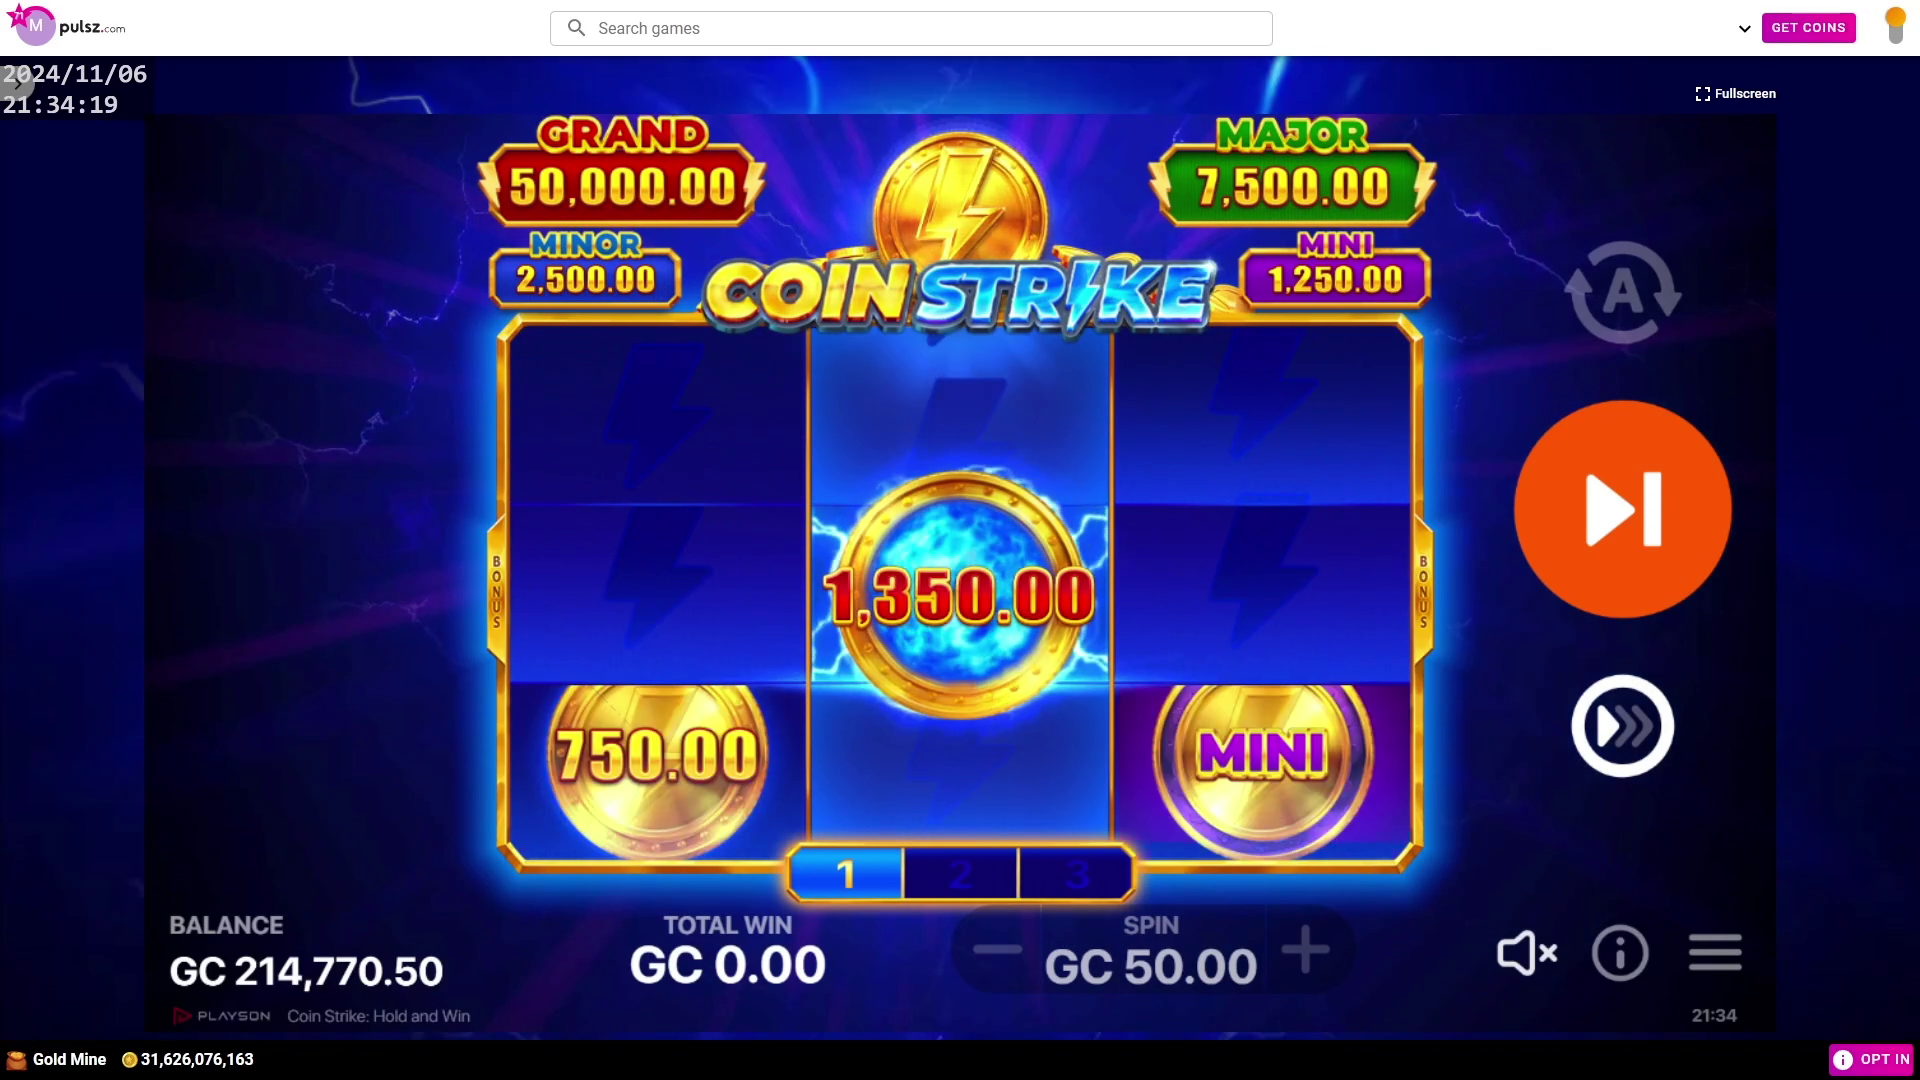 M
pulsz.com
Search games
GET COINS
2024/11/06
21:34:19
Fullscreen
GRAND
50,000.00
MAJOR
7,500.00
MINOR
2,500.00
MINI
1,250.00
COIN STRIKE
A
BONUS
BONUS
1,350.00
750.00
MINI
1 2 3
BALANCE
GC 214,770.50
TOTAL WIN
GC 0.00
SPIN
GC 50.00
PLAYSON Coin Strike: Hold and Win
21:34
Gold Mine 31,626,076,163
OPT IN